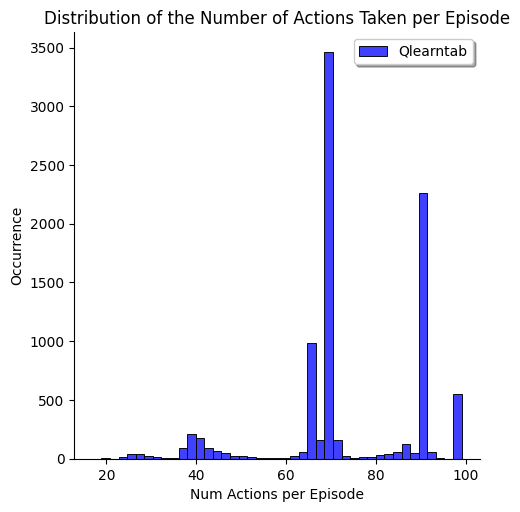 Distribution of the Number of Actions Taken per Episode
Qlearntab
3500
3000
2500
2000
1500
1000
500
0
Occurrence
20 40 60 80 100
Num Actions per Episode